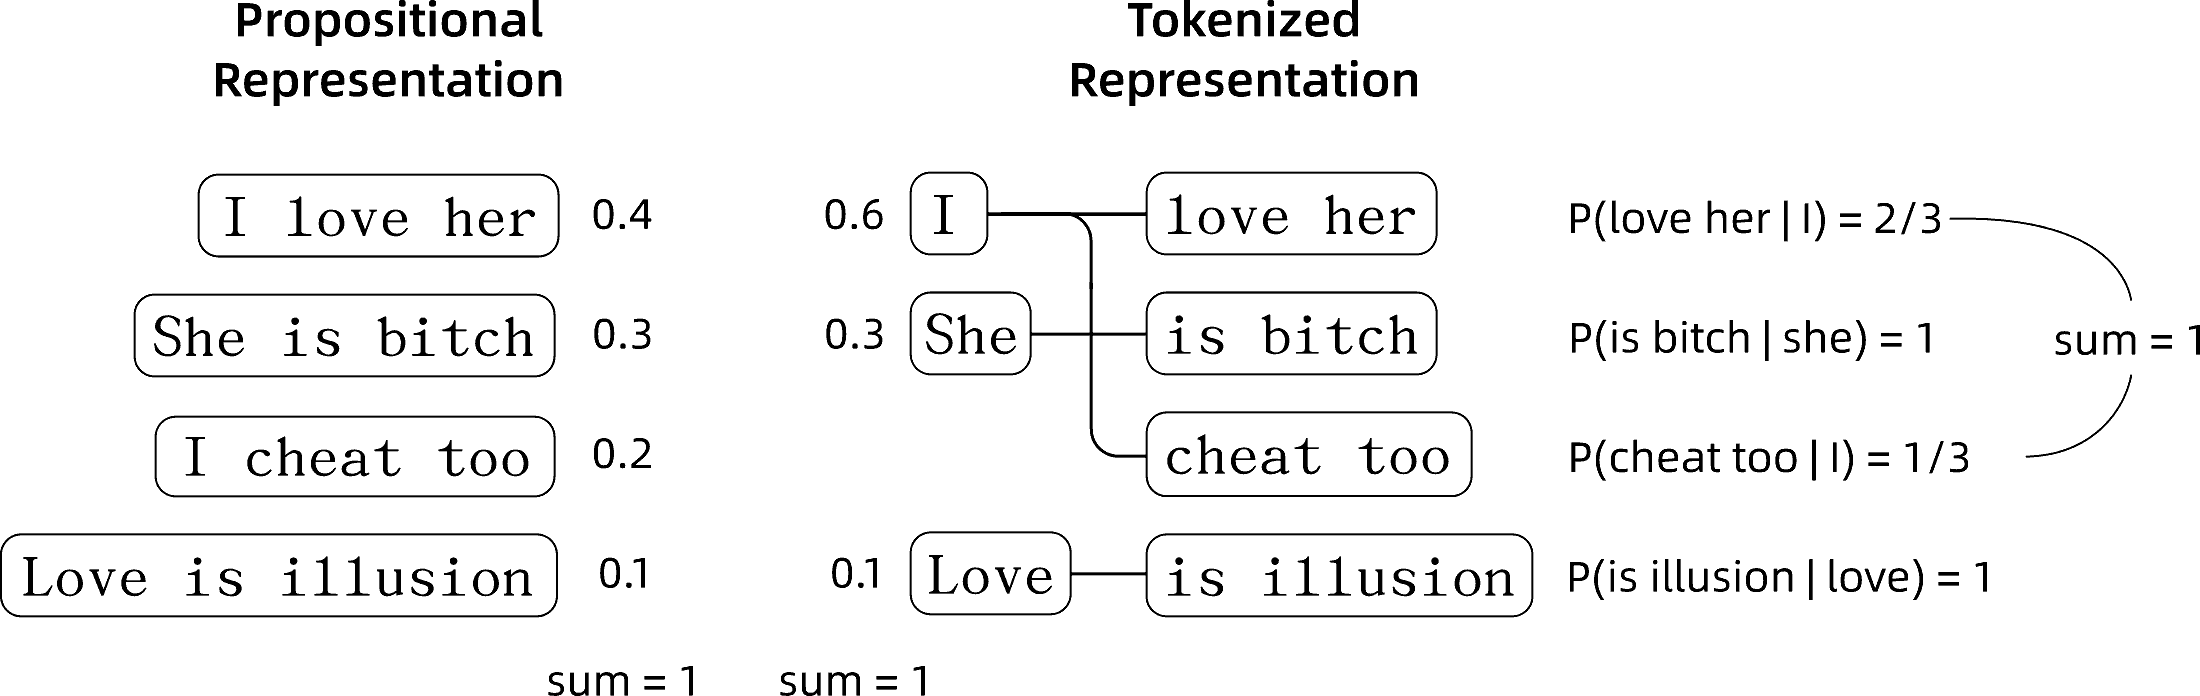 Propositional
Representation
Tokenized
Representation
I love her 0.4
0.6 I love her P(love her | I) = 2/3
She is bitch 0.3
0.3 She is bitch P(is bitch | she) = 1
sum = 1
I cheat too 0.2
cheat too P(cheat too | I) = 1/3
Love is illusion 0.1
0.1 Love is illusion P(is illusion | love) = 1
sum = 1
sum = 1